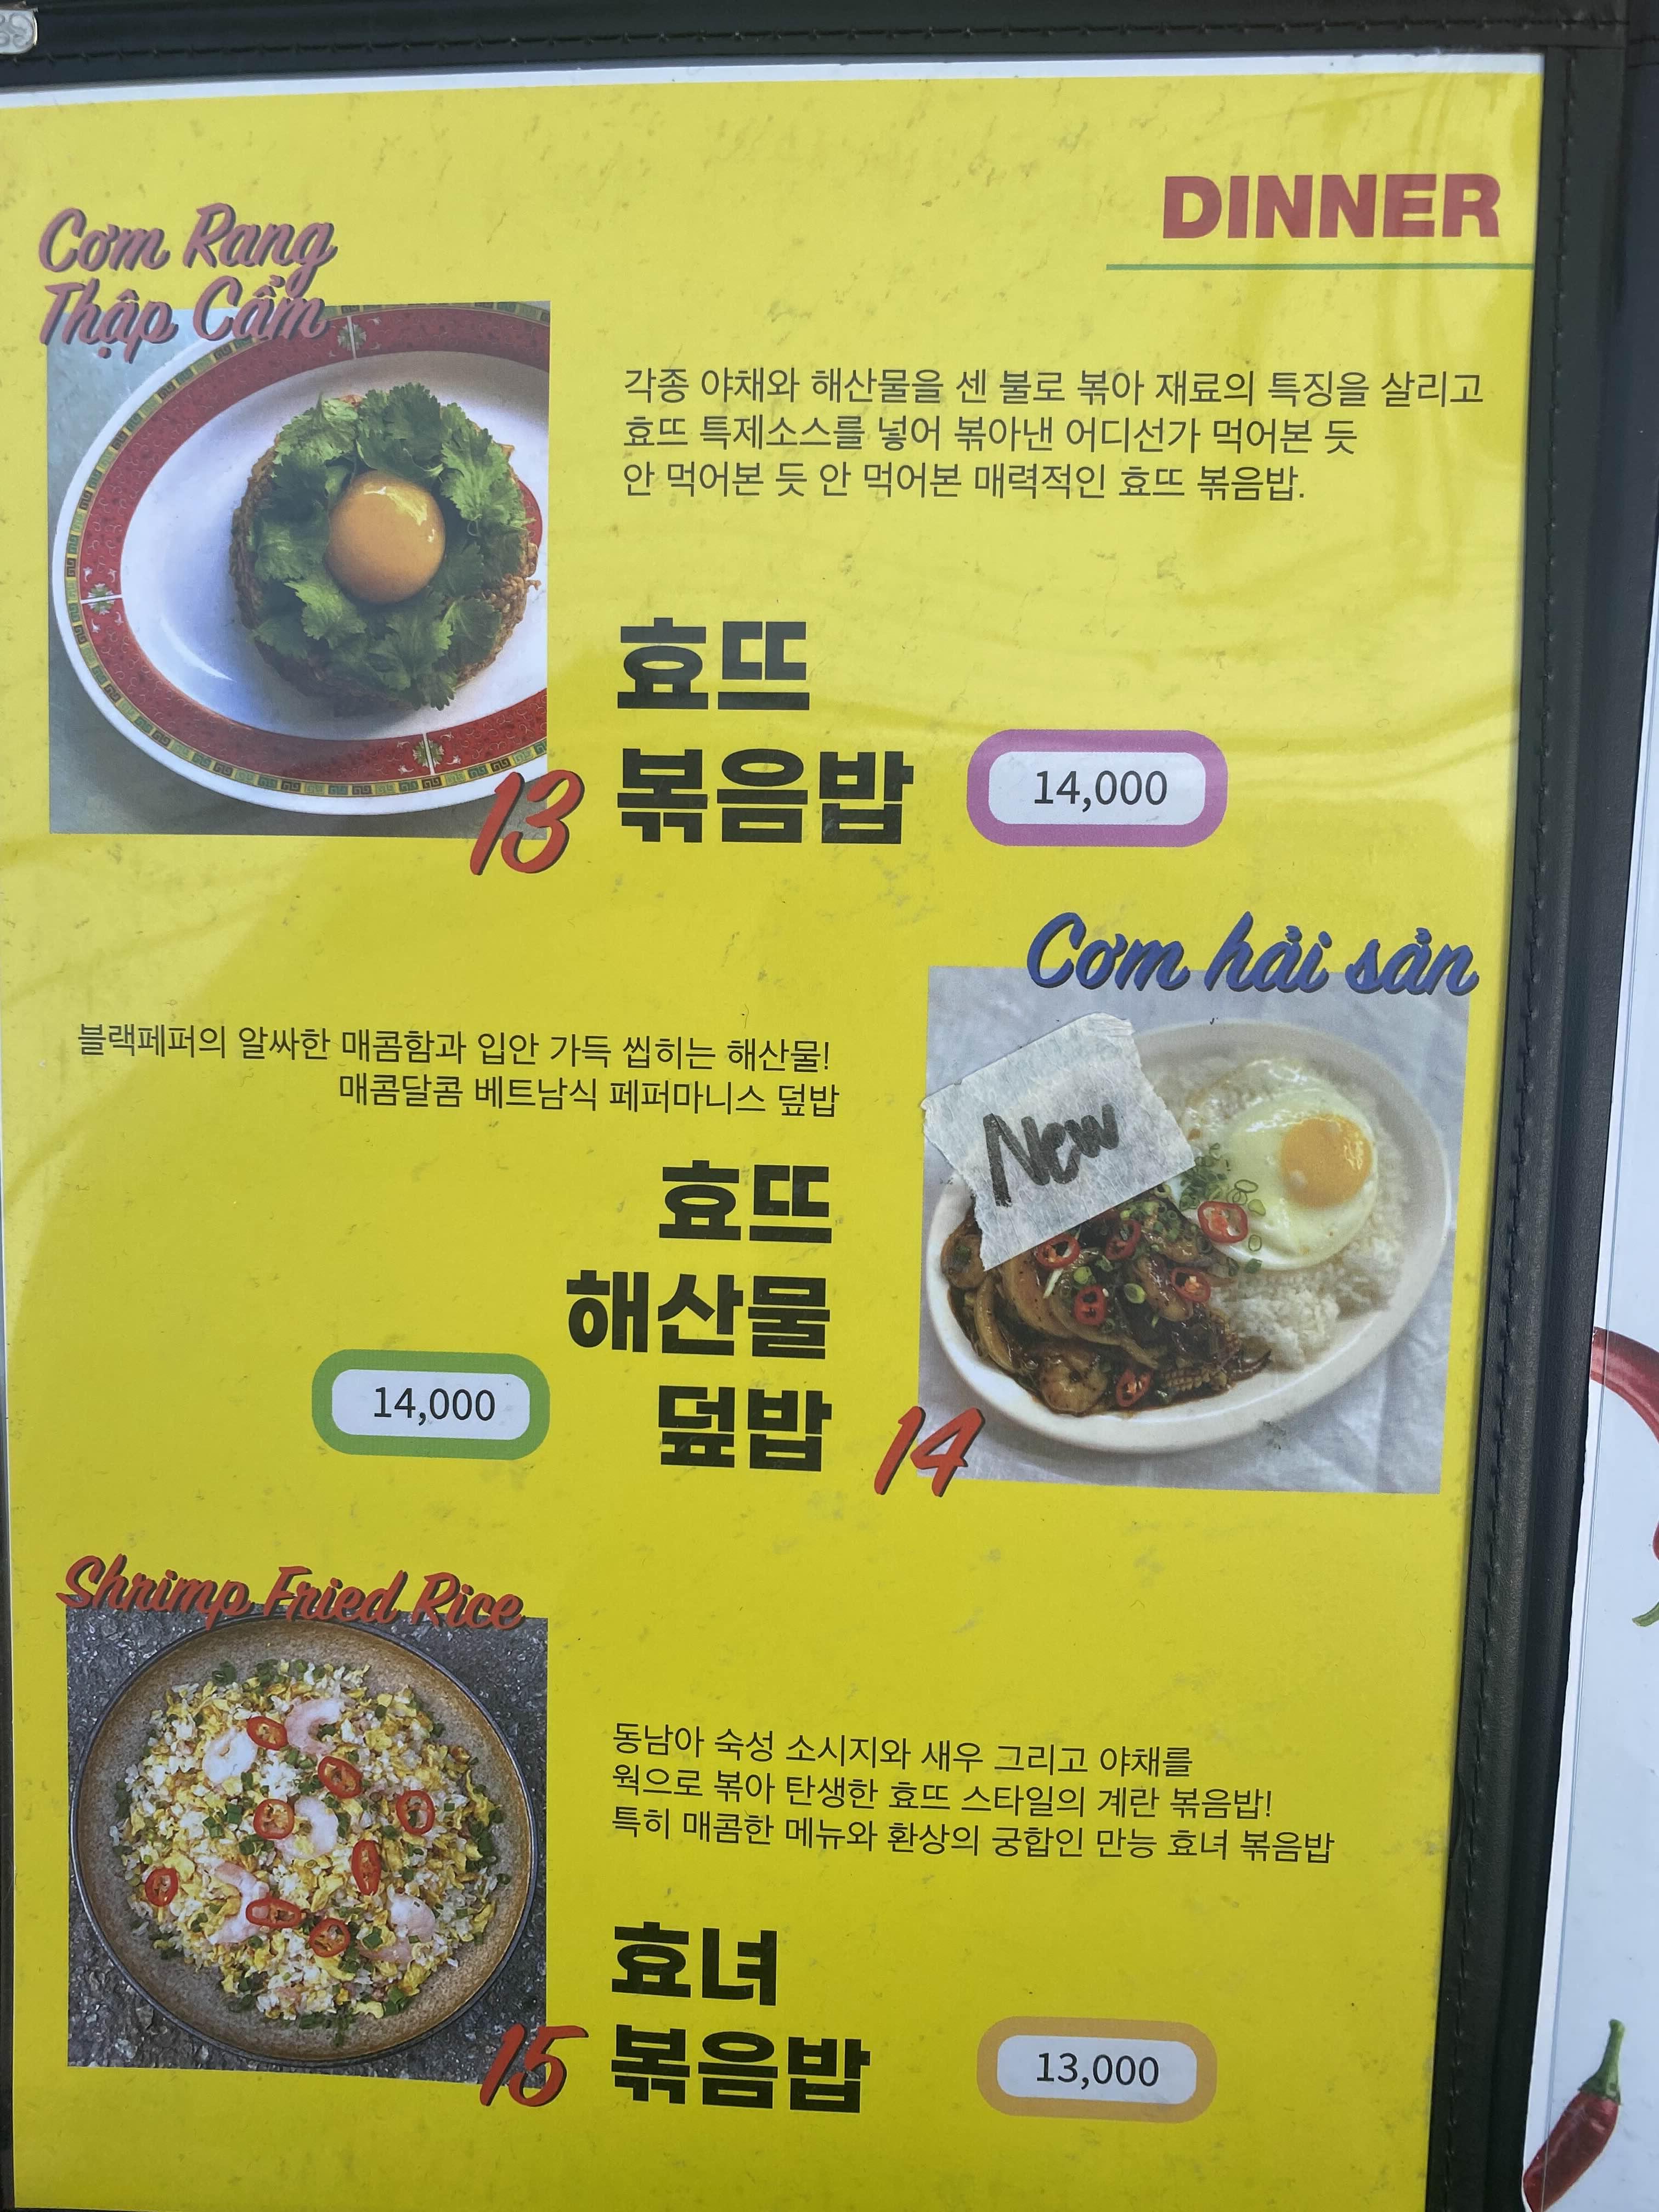 DINNER
Cơm Rang
Thập Cẩm
각종 야채와 해산물을 센 불로 볶아 재료의 특징을 살리고
효뜨 특제소스를 넣어 볶아낸 어디선가 먹어본 듯
안 먹어본 듯 안 먹어본 매력적인 효뜨 볶음밥.
효뜨
볶음밥
13
14,000
Cơm hải sản
New
블랙페퍼의 알싸한 매콤함과 입안 가득 씹히는 해산물!
매콤달콤 베트남식 페퍼마니스 덮밥
효뜨
해산물
덮밥
14,000
14
Shrimp Fried Rice
동남아 숙성 소시지와 새우 그리고 야채를
웍으로 볶아 탄생한 효뜨 스타일의 계란 볶음밥!
특히 매콤한 메뉴와 환상의 궁합인 만능 효녀 볶음밥
효녀
볶음밥
15
13,000